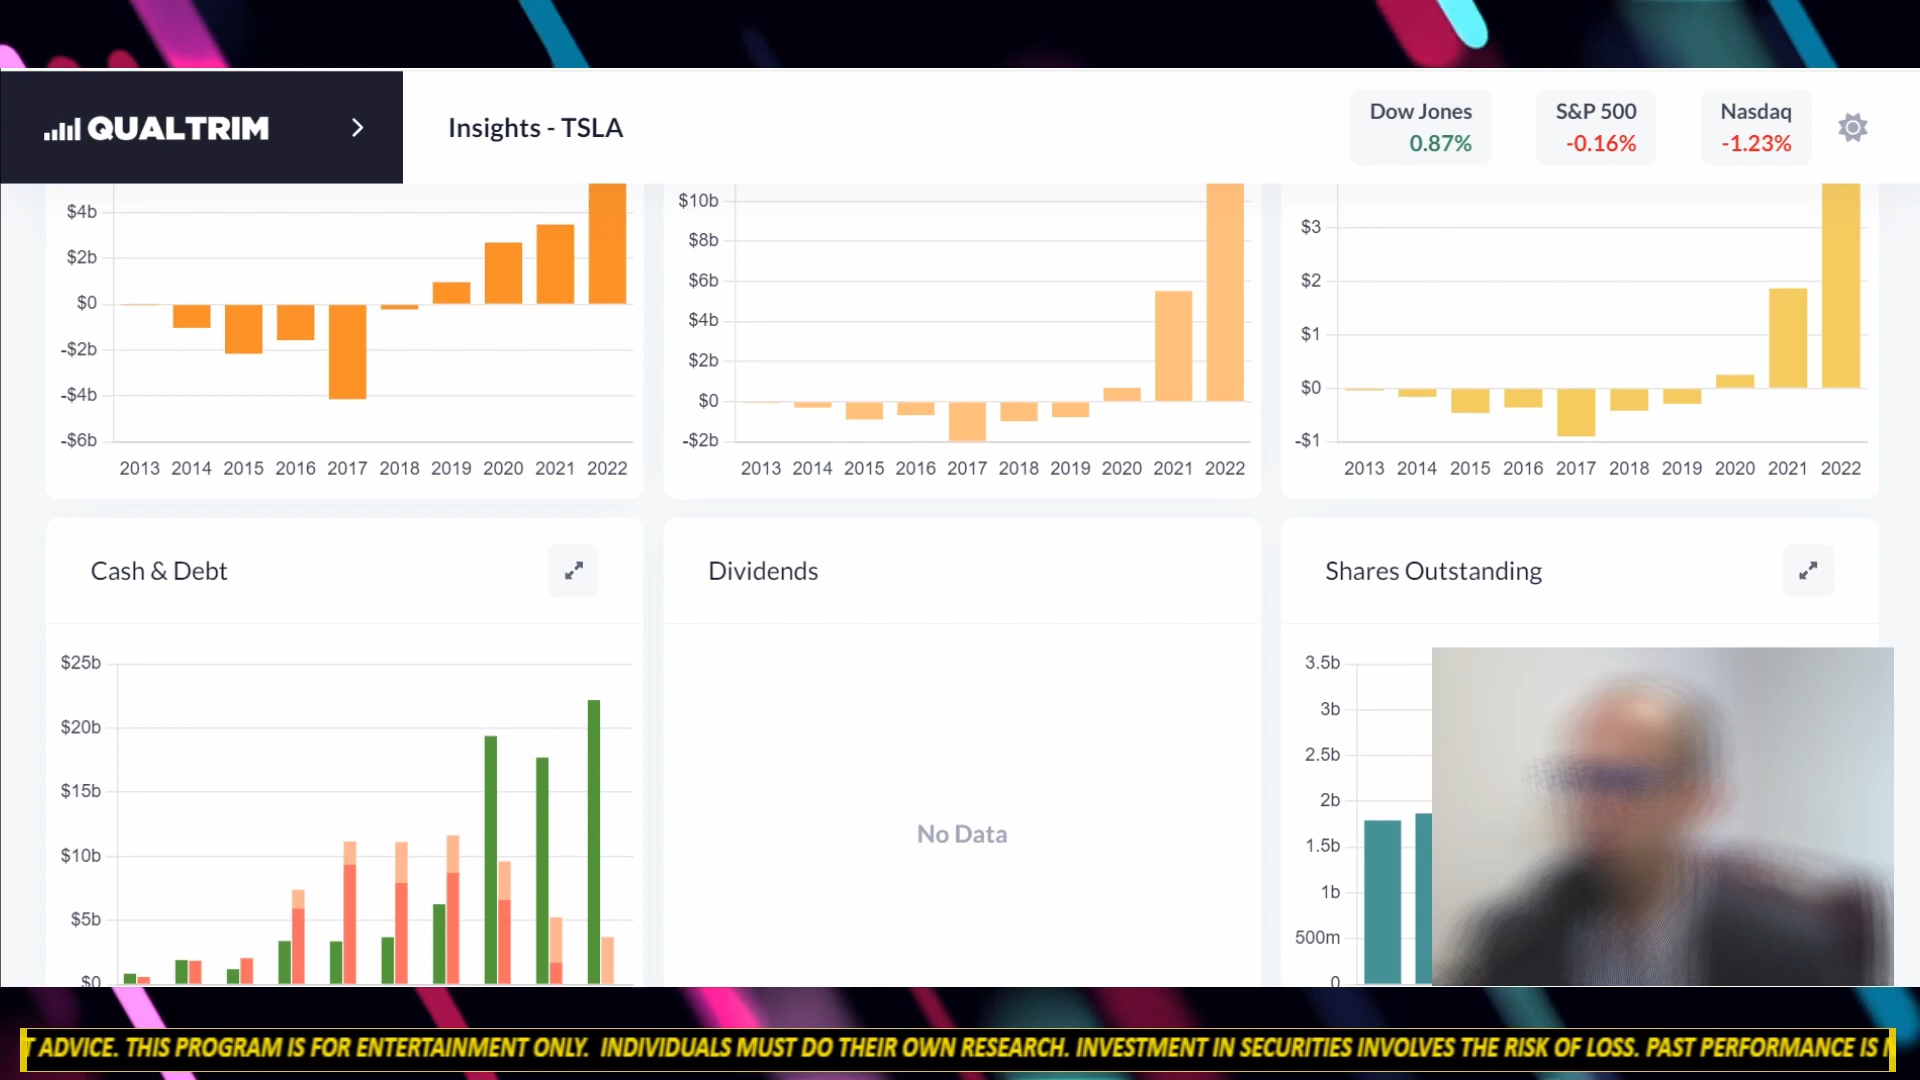 QUALTRIM
Insights - TSLA
Dow Jones
0.87%
S&P 500
-0.16%
Nasdaq
-1.23%
$4b
$2b
$0
-$2b
-$4b
-$6b
2013 2014 2015 2016 2017 2018 2019 2020 2021 2022
$10b
$8b
$6b
$4b
$2b
$0
-$2b
2013 2014 2015 2016 2017 2018 2019 2020 2021 2022
$3
$2
$1
$0
-$1
2013 2014 2015 2016 2017 2018 2019 2020 2021 2022
Cash & Debt
$25b
$20b
$15b
$10b
$5b
$0
Dividends
No Data
Shares Outstanding
3.5b
3b
2.5b
2b
1.5b
1b
500m
0
ADVICE. THIS PROGRAM IS FOR ENTERTAINMENT ONLY. INDIVIDUALS MUST DO THEIR OWN RESEARCH. INVESTMENT IN SECURITIES INVOLVES THE RISK OF LOSS. PAST PERFORMANCE IS